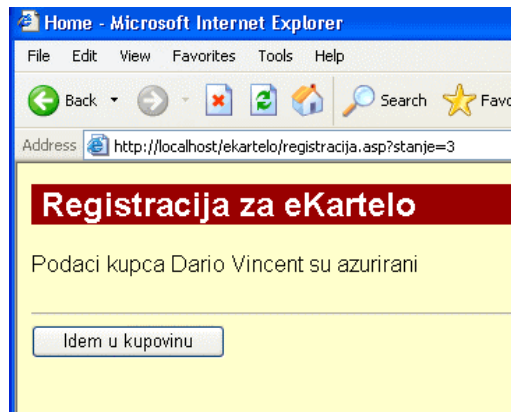 Home - Microsoft Internet Explorer
File Edit View Favorites Tools Help
Back Search Favo
Address http://localhost/ekartelo/registracija.asp?stanje=3
Registracija za eKartelo
Podaci kupca Dario Vincent su azurirani
Idem u kupovinu